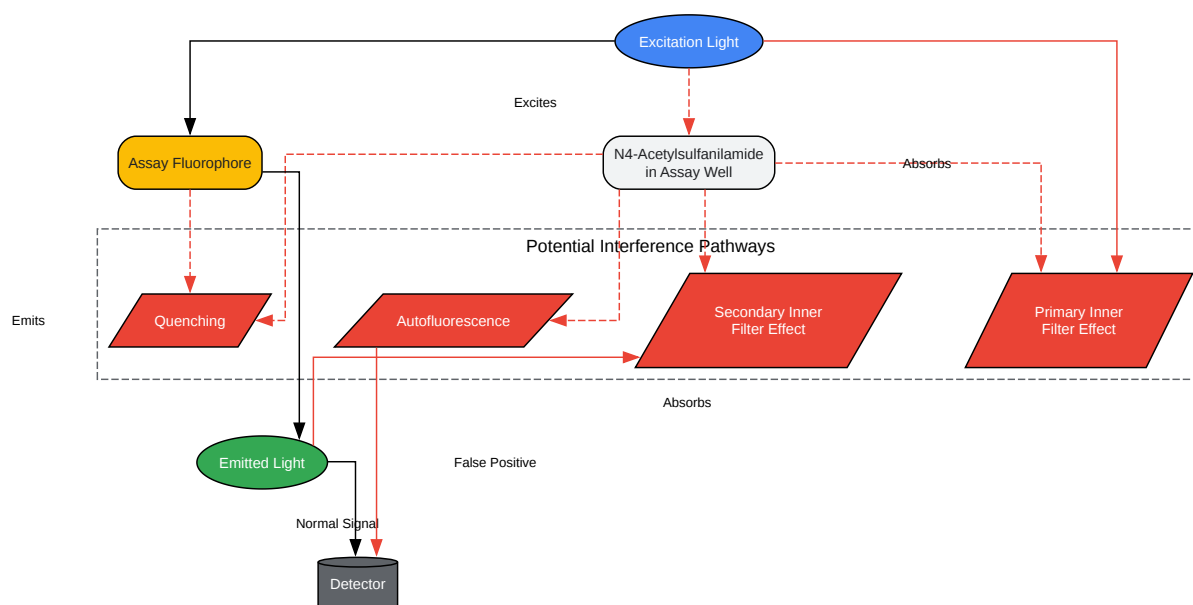 Excitation Light
Excites
Assay Fluorophore
N4-Acetylsulfanilamide
in Assay Well
Absorbs
Potential Interference Pathways
Emits
Quenching
Autofluorescence
Secondary Inner
Filter Effect
Primary Inner
Filter Effect
Absorbs
Emitted Light
False Positive
Normal Signal
Detector